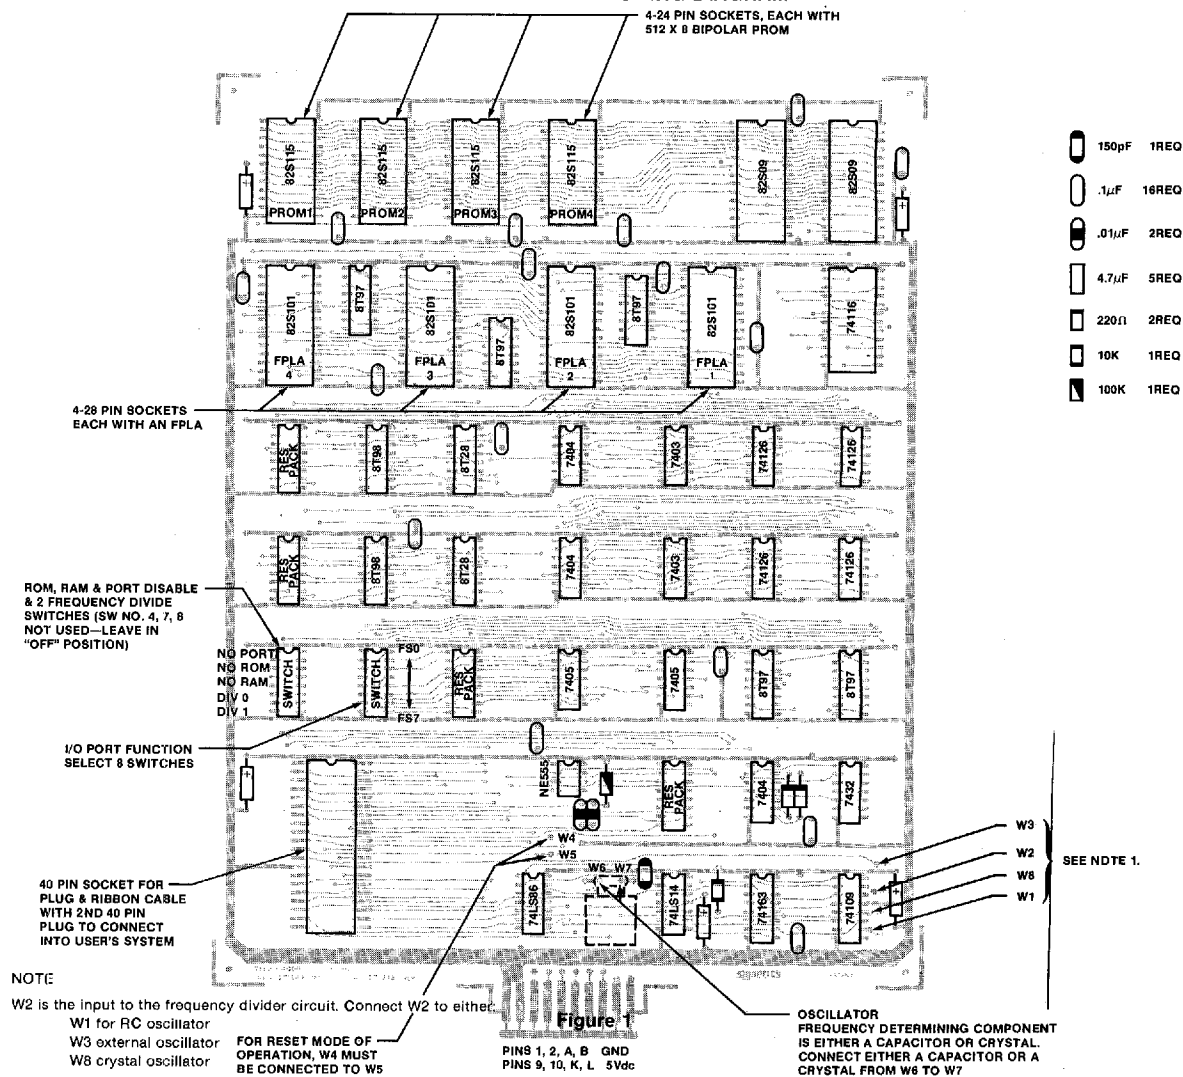 4-24 PIN SOCKETS, EACH WITH
512 X 8 BIPOLAR PROM
82S115
PROM1
82S115
PROM2
82S115
PROM3
82S115
PROM4
82S09
82S09
150pF 1REQ
.1µF 16REQ
.01µF 2REQ
4.7µF 5REQ
220Ω 2REQ
10K 1REQ
100K 1REQ
82S101
FPLA
4
8T97
82S101
FPLA
3
8T97
82S101
FPLA
2
8T97
82S101
FPLA
1
74116
4-28 PIN SOCKETS
EACH WITH AN FPLA
RES
PACK
8T98
8T28
7404
7403
74126
74126
RES
PACK
8T98
8T28
7404
7403
74126
74126
ROM, RAM & PORT DISABLE
& 2 FREQUENCY DIVIDE
SWITCHES (SW NO. 4, 7, 8
NOT USED—LEAVE IN
"OFF" POSITION)
NO PORT
NO ROM
NO RAM
DIV 0
DIV 1
SWITCH
SWITCH
FS0
FS7
RES
PACK
7405
7405
8T97
8T97
I/O PORT FUNCTION
SELECT 8 SWITCHES
NE555
RES
PACK
7404
7432
W4
W5
W6 W7
W3
W2
W8
W1
SEE NOTE 1.
40 PIN SOCKET FOR
PLUG & RIBBON CABLE
WITH 2ND 40 PIN
PLUG TO CONNECT
INTO USER'S SYSTEM
74LS86
74LS14
74163
74109
NOTE
W2 is the input to the frequency divider circuit. Connect W2 to either:
W1 for RC oscillator
W3 external oscillator
W8 crystal oscillator
FOR RESET MODE OF
OPERATION, W4 MUST
BE CONNECTED TO W5
Figure 1
PINS 1, 2, A, B GND
PINS 9, 10, K, L 5Vdc
OSCILLATOR
FREQUENCY DETERMINING COMPONENT
IS EITHER A CAPACITOR OR CRYSTAL.
CONNECT EITHER A CAPACITOR OR A
CRYSTAL FROM W6 TO W7